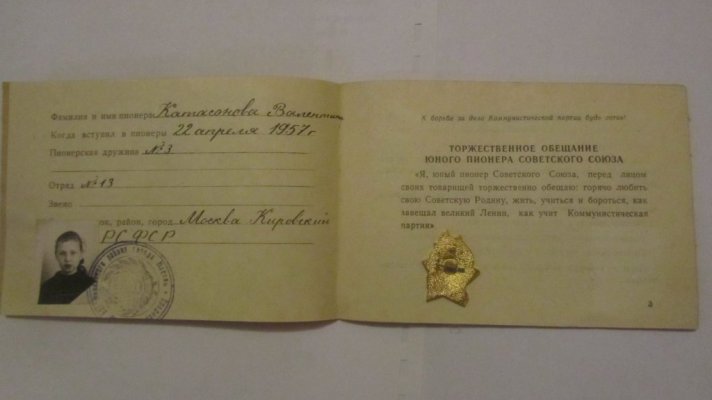 Фамилия и имя пионера Катасонова Валентина
Когда вступил в пионеры 22 апреля 1957 г
Пионерская дружина №3
Отряд №13
Звено
ок, район, город Москва Кировский
РСФСР
К борьбе за дело Коммунистической партии будь готов!
ТОРЖЕСТВЕННОЕ ОБЕЩАНИЕ
ЮНОГО ПИОНЕРА СОВЕТСКОГО СОЮЗА
«Я, юный пионер Советского Союза, перед лицом
своих товарищей торжественно обещаю: горячо любить
свою Советскую Родину, жить, учиться и бороться, как
завещал великий Ленин, как учит Коммунистическая
партия»
3